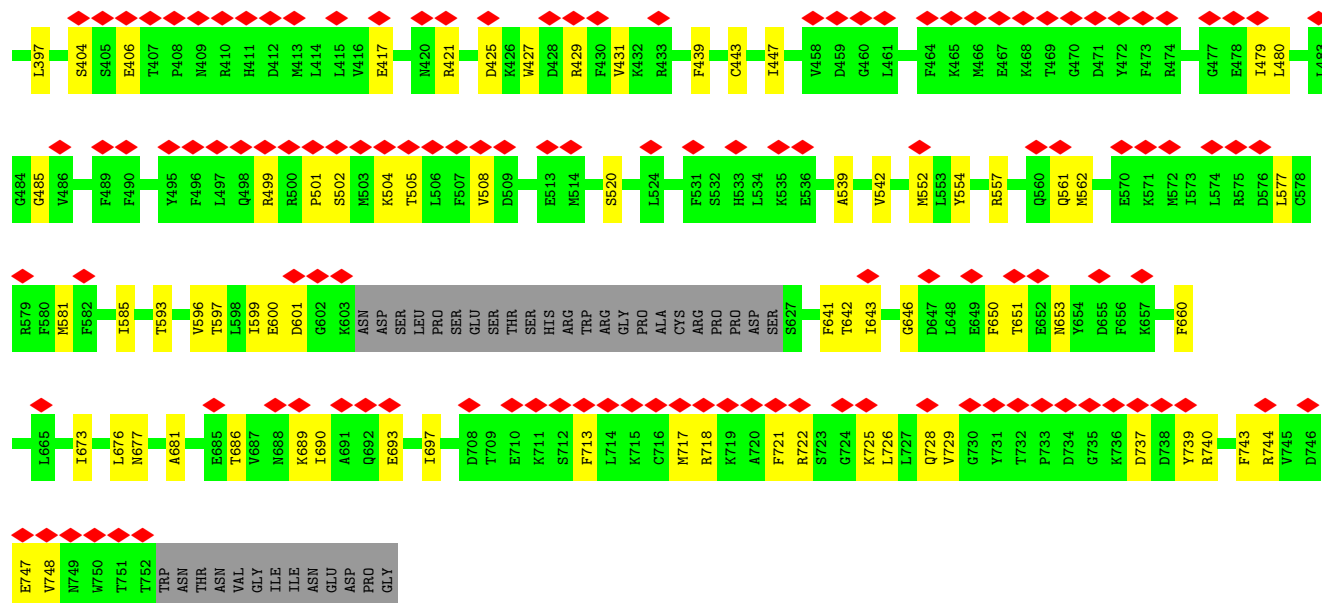 L397 S404 S405 E406 T407 P408 N409 R410 H411 D412 M413 L414 L415 V416 E417 N420 R421 D425 K426 W427 D428 R429 F430 V431 K432 R433 F439 C443 I447 V458 D459 G460 L461 F464 K465 M466 E467 K468 T469 G470 D471 Y472 F473 R474 G477 E478 I479 L480 L483
G484 G485 V486 F489 F490 Y495 F496 L497 Q498 R499 R500 P501 S502 M503 K504 T505 L506 F507 V508 D509 E513 M514 S520 L524 F531 S532 H533 L534 K535 E536 A539 V542 M552 L553 Y554 R557 Q560 Q561 M562 E570 K571 M572 I573 L574 R575 D576 L577 C578
R579 F580 M581 F582 I585 T593 V596 T597 L598 I599 E600 D601 G602 K603 ASN ASP SER LEU PRO SER GLU SER THR SER HIS ARG TRP ARG GLY PRO ALA CYS ARG PRO PRO ASP SER S627 F641 T642 I643 G646 D647 L648 E649 F650 T651 E652 N653 Y654 D655 F656 K657 F660
L665 I673 L676 N677 A681 E685 T686 V687 N688 K689 I690 A691 Q692 E693 I697 D708 T709 E710 K711 S712 F713 L714 K715 C716 M717 R718 K719 A720 F721 R722 S723 G724 K725 L726 L727 Q728 V729 G730 Y731 T732 P733 D734 G735 K736 D737 D738 Y739 R740 F743 R744 V745 D746
E747 V748 N749 W750 T751 T752 TRP ASN THR ASN VAL GLY ILE ILE ASN GLU ASP PRO GLY